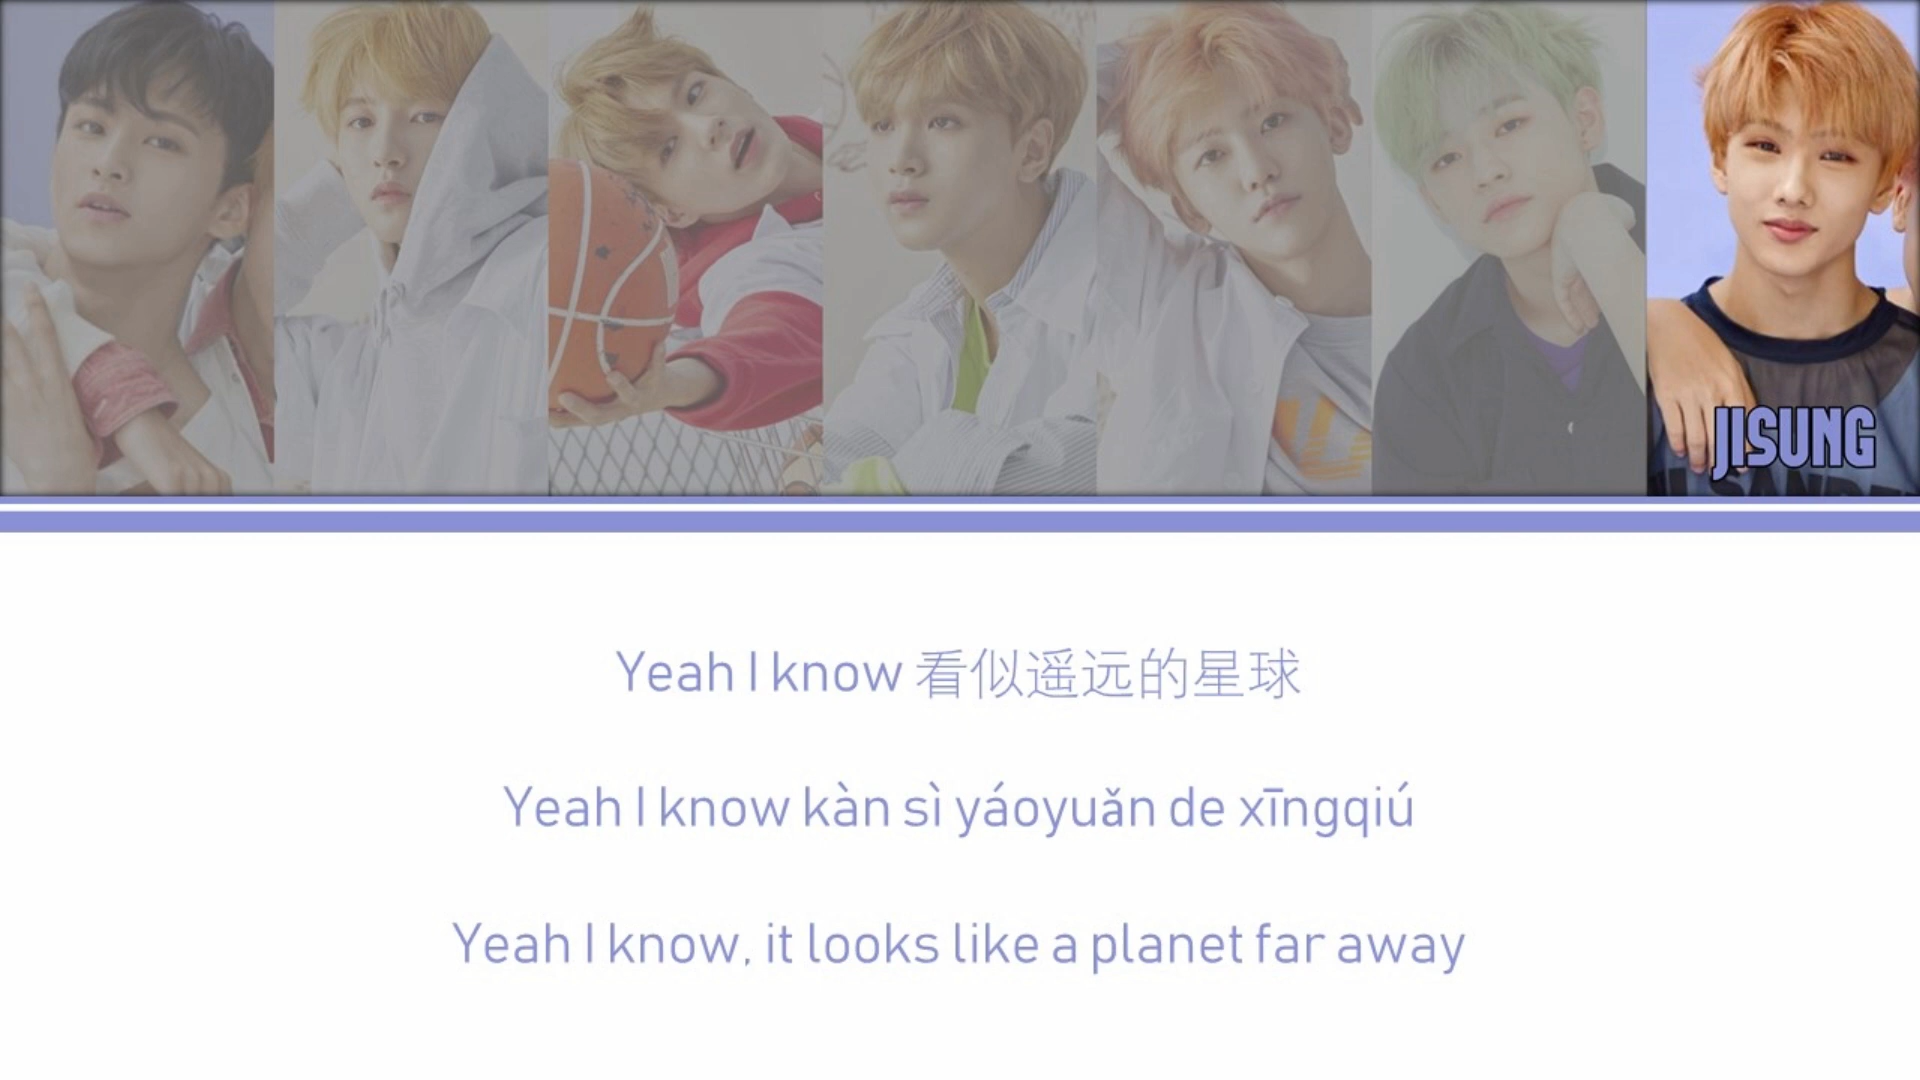 JISUNG
Yeah I know 看似遥远的星球
Yeah I know kàn sì yáoyuǎn de xīngqiú
Yeah I know, it looks like a planet far away